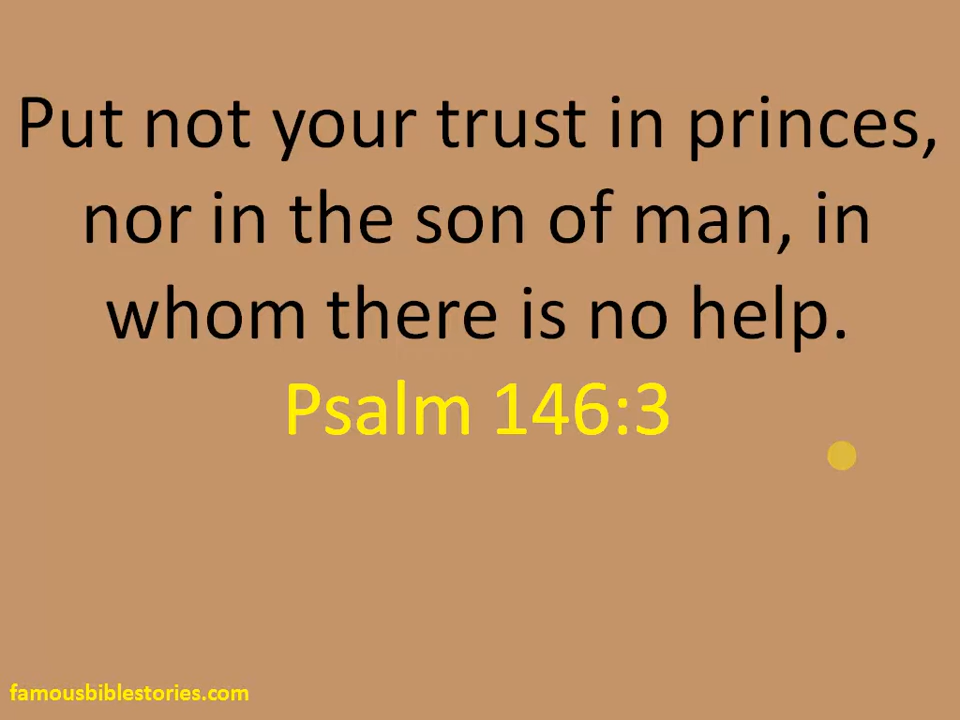 Put not your trust in princes,
nor in the son of man, in
whom there is no help.
Psalm 146:3
famousbiblestories.com